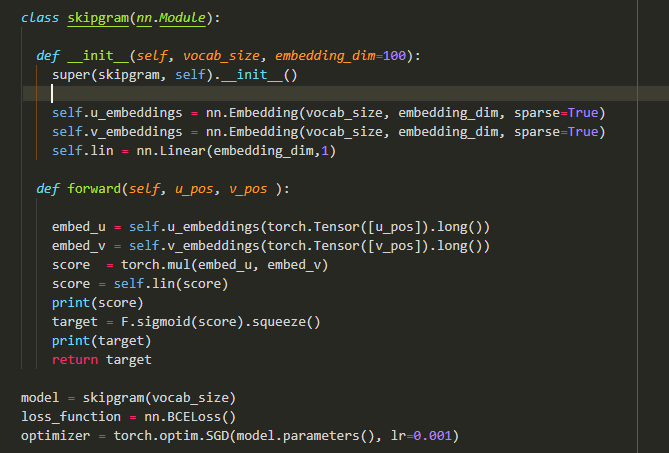 class skipgram(nn.Module):
def __init__(self, vocab_size, embedding_dim=100):
super(skipgram, self).__init__()
self.u_embeddings = nn.Embedding(vocab_size, embedding_dim, sparse=True)
self.v_embeddings = nn.Embedding(vocab_size, embedding_dim, sparse=True)
self.lin = nn.Linear(embedding_dim,1)
def forward(self, u_pos, v_pos ):
embed_u = self.u_embeddings(torch.Tensor([u_pos]).long())
embed_v = self.v_embeddings(torch.Tensor([v_pos]).long())
score  = torch.mul(embed_u, embed_v)
score = self.lin(score)
print(score)
target = F.sigmoid(score).squeeze()
print(target)
return target
model = skipgram(vocab_size)
loss_function = nn.BCELoss()
optimizer = torch.optim.SGD(model.parameters(), lr=0.001)